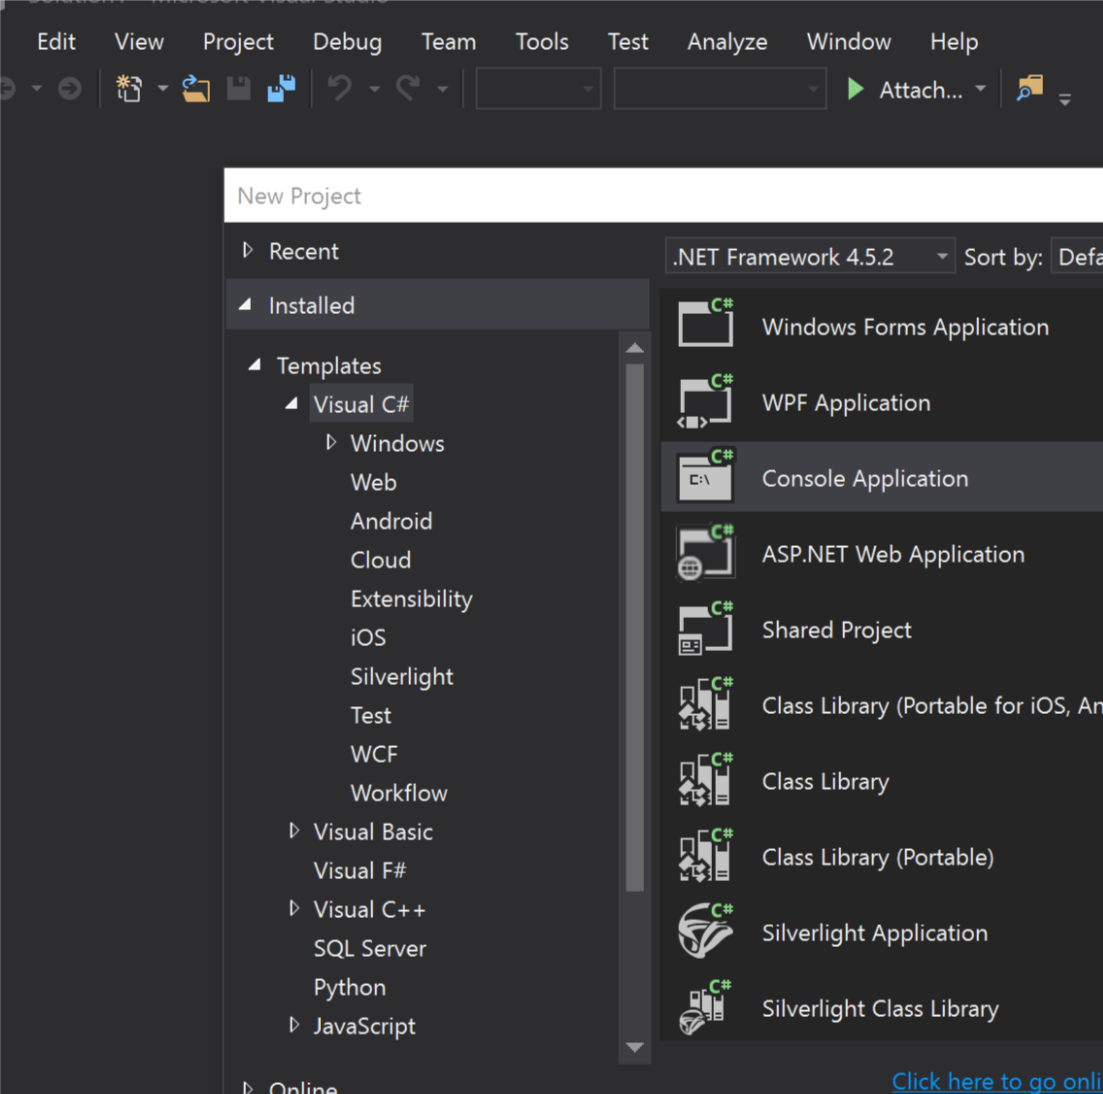 Solution1 - Microsoft Visual Studio
Edit View Project Debug Team Tools Test Analyze Window Help
Attach...
New Project
Recent
.NET Framework 4.5.2 Sort by: Defa
Installed
Windows Forms Application
Templates
WPF Application
Visual C#
Windows
Console Application
Web
Android
ASP.NET Web Application
Cloud
Extensibility
Shared Project
iOS
Silverlight
Class Library (Portable for iOS, An
Test
WCF
Class Library
Workflow
Visual Basic
Class Library (Portable)
Visual F#
Visual C++
Silverlight Application
SQL Server
Python
Silverlight Class Library
JavaScript
Online
Click here to go onli